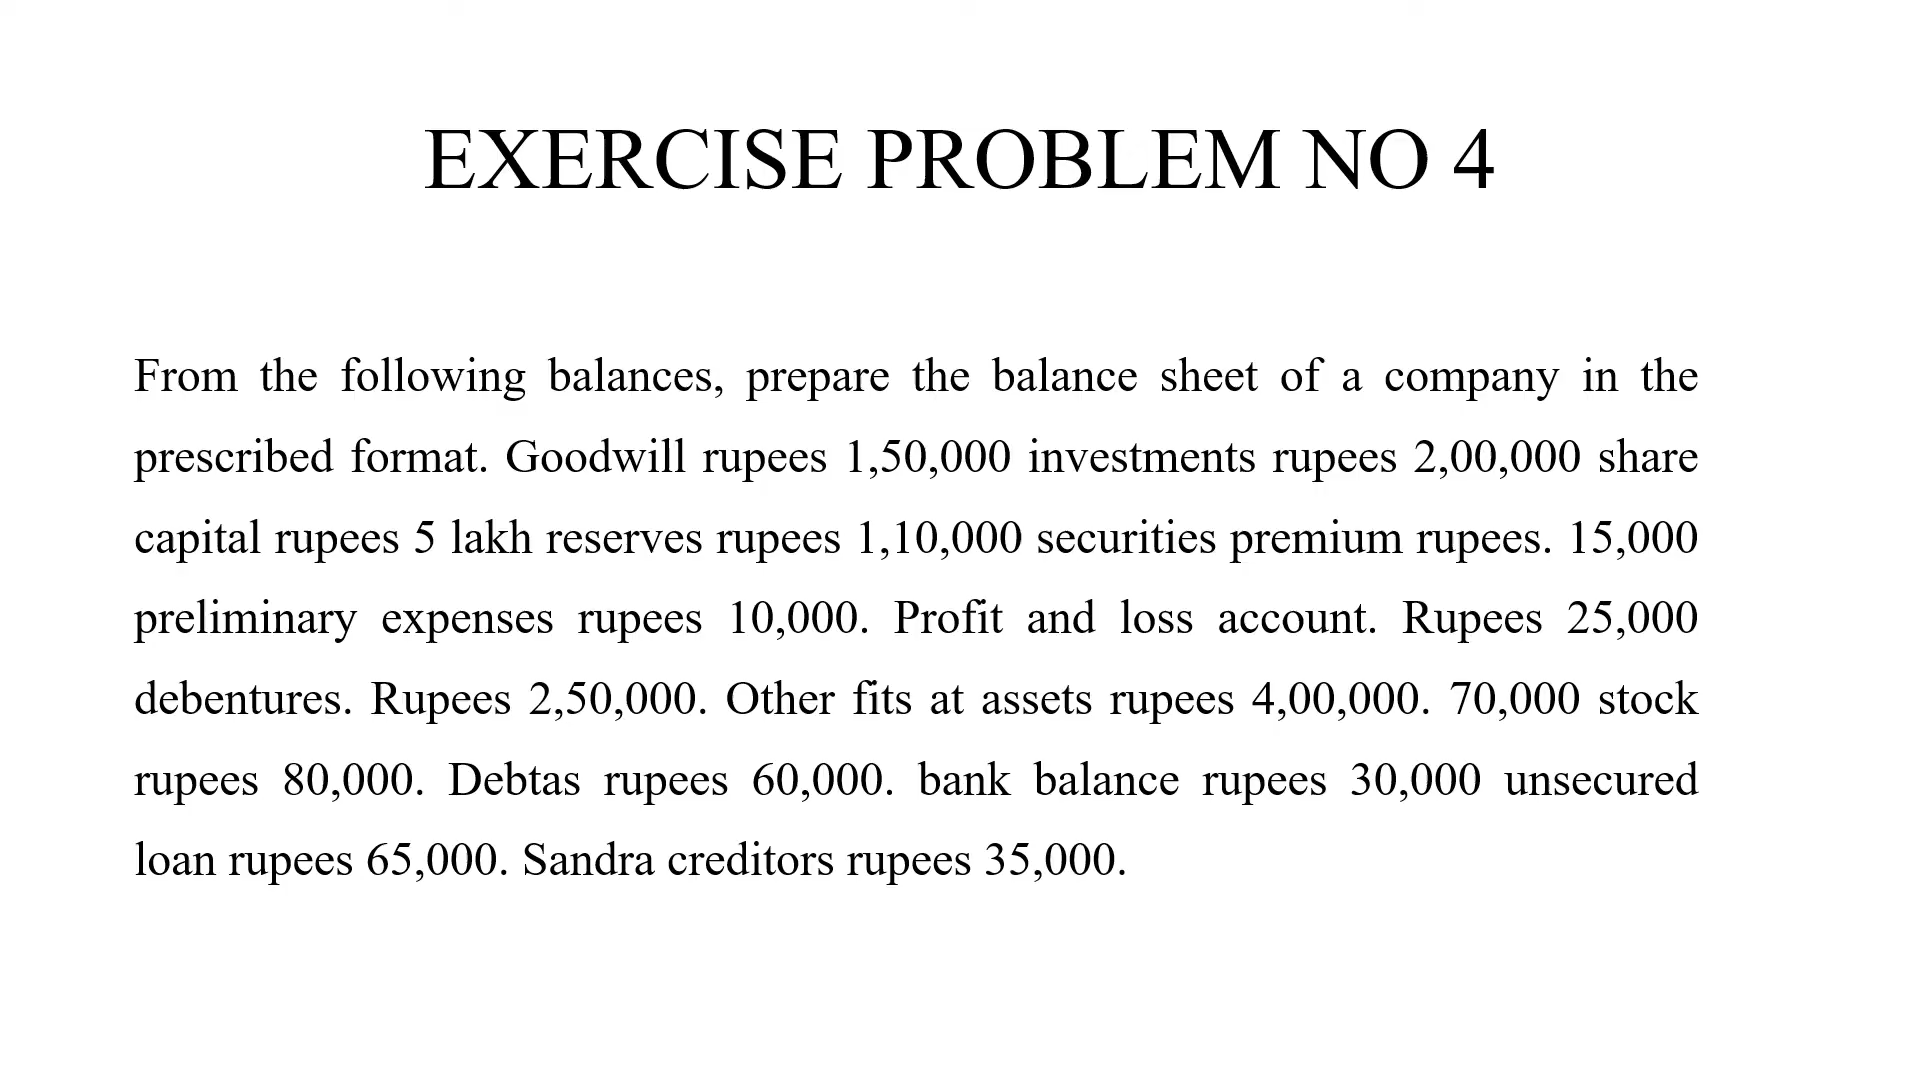 EXERCISE PROBLEM NO 4
From the following balances, prepare the balance sheet of a company in the
prescribed format. Goodwill rupees 1,50,000 investments rupees 2,00,000 share
capital rupees 5 lakh reserves rupees 1,10,000 securities premium rupees. 15,000
preliminary expenses rupees 10,000. Profit and loss account. Rupees 25,000
debentures. Rupees 2,50,000. Other fits at assets rupees 4,00,000. 70,000 stock
rupees 80,000. Debtas rupees 60,000. bank balance rupees 30,000 unsecured
loan rupees 65,000. Sandra creditors rupees 35,000.